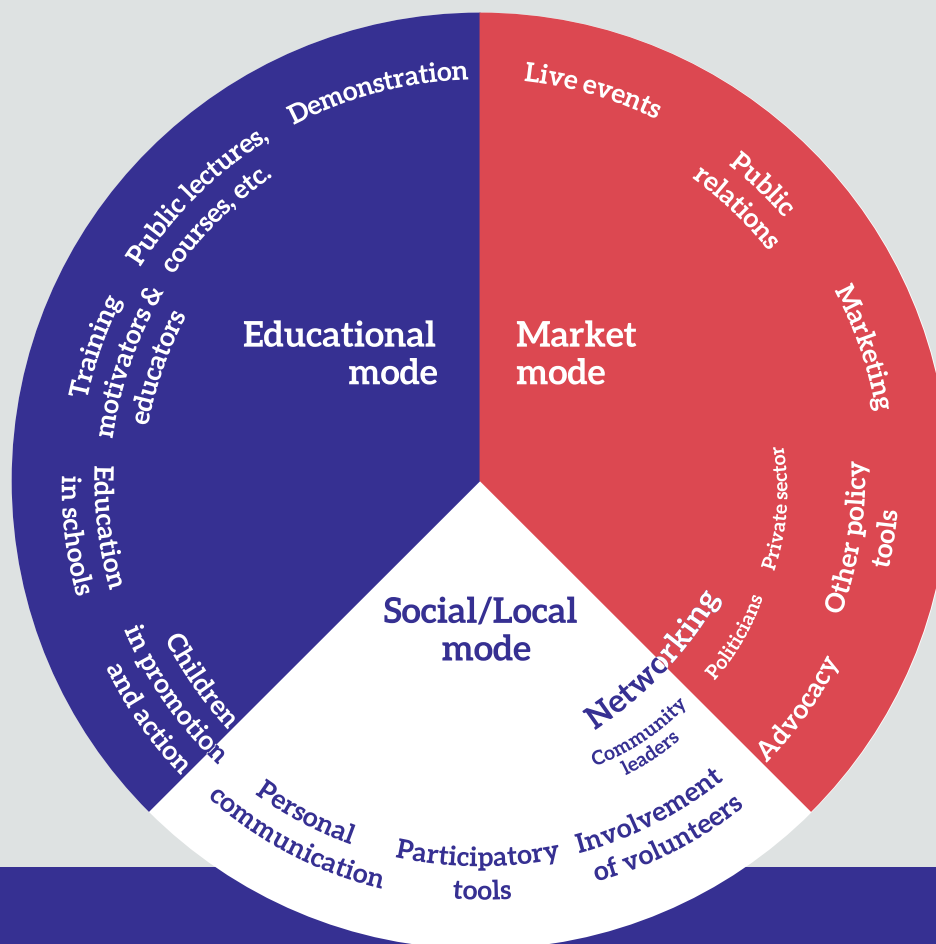 Educational
mode
Demonstration
Public lectures,
courses, etc.
Training
motivators &
educators
Education
in schools
Children
in promotion
and action
Market
mode
Live events
Public
relations
Marketing
Other policy
tools
Advocacy
Private sector
Politicians
Networking
Community
leaders
Social/Local
mode
Involvement
of volunteers
Participatory
tools
Personal
communication